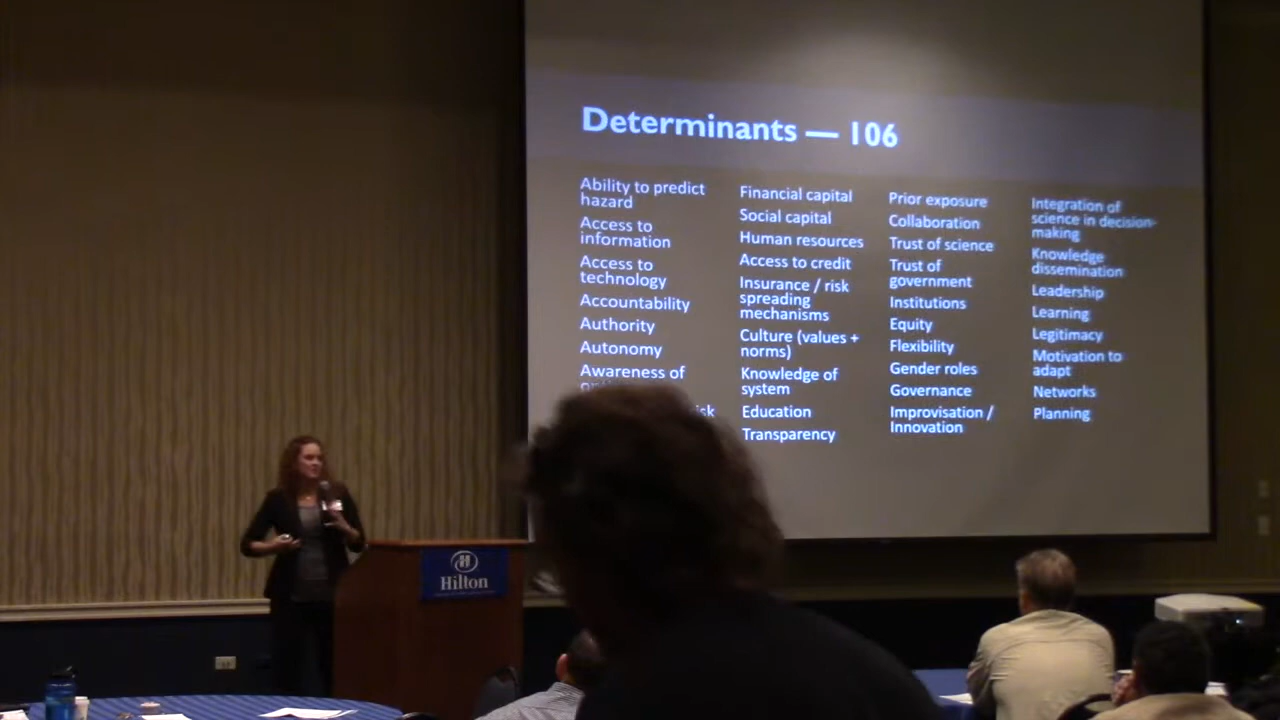 Determinants — 106
Ability to predict
hazard
Access to
information
Access to
technology
Accountability
Authority
Autonomy
Awareness of
Financial capital
Social capital
Human resources
Access to credit
Insurance / risk
spreading
mechanisms
Culture (values +
norms)
Knowledge of
system
Education
Transparency
Prior exposure
Collaboration
Trust of science
Trust of
government
Institutions
Equity
Flexibility
Gender roles
Governance
Improvisation /
Innovation
Integration of
science in decision-
making
Knowledge
dissemination
Leadership
Learning
Legitimacy
Motivation to
adapt
Networks
Planning
Hilton